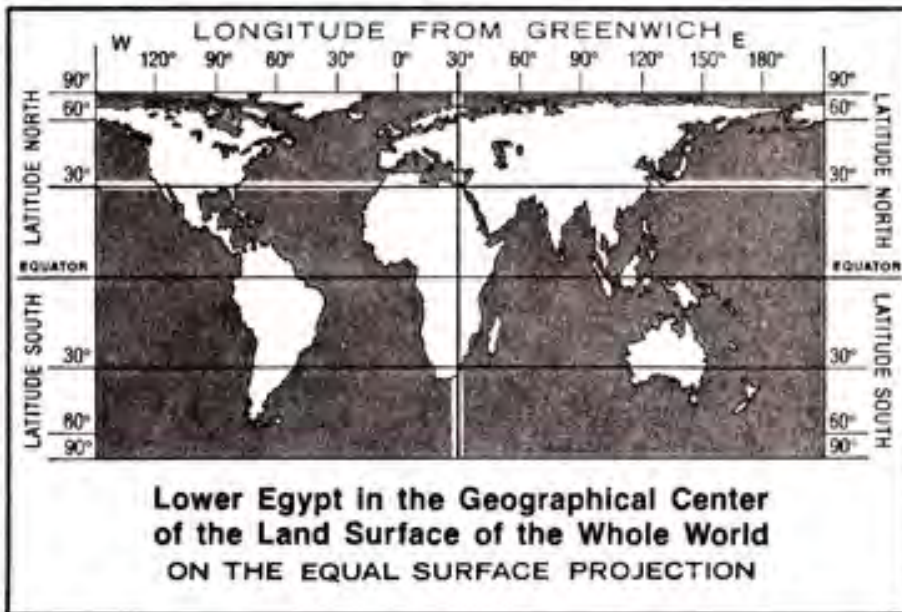 LONGITUDE FROM GREENWICH
W E
120° 90° 60° 30° 0° 30° 60° 90° 120° 150° 180°
90° 90°
60° 60°
LATITUDE NORTH LATITUDE NORTH
30° 30°
EQUATOR EQUATOR
LATITUDE SOUTH LATITUDE SOUTH
30° 30°
60° 60°
90° 90°
Lower Egypt in the Geographical Center
of the Land Surface of the Whole World
ON THE EQUAL SURFACE PROJECTION